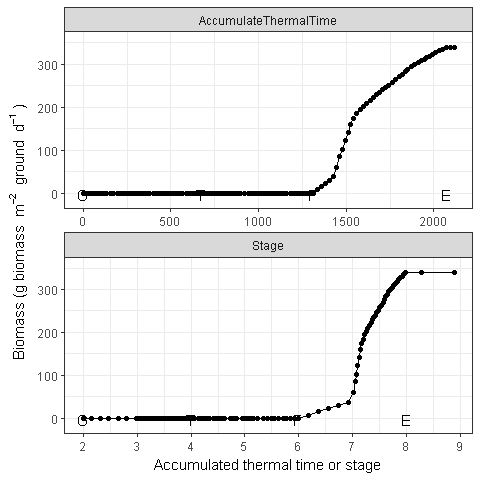 AccumulateThermalTime
300
200
100
0
O
E
0 500 1000 1500 2000
Stage
300
200
100
0
O
E
2 3 4 5 6 7 8 9
Accumulated thermal time or stage
Biomass (g biomass m⁻² ground d⁻¹ )